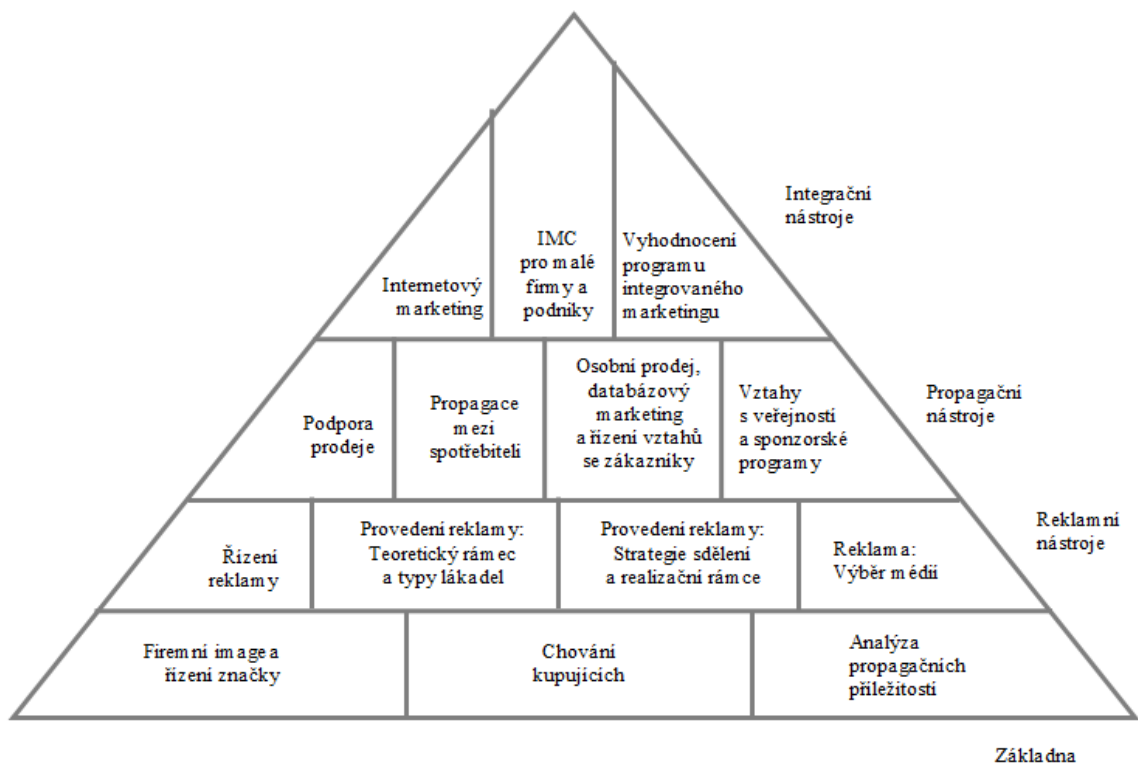 Integrační
nástroje
Internetový
marketing
IMC
pro malé
firmy a
podniky
Vyhodnocení
programu
integrovaného
marketingu
Propagační
nástroje
Podpora
prodeje
Propagace
mezi
spotřebiteli
Osobní prodej,
databázový
marketing
a řízení vztahů
se zákazníky
Vztahy
s veřejností
a sponzorské
programy
Reklamní
nástroje
Řízení
reklamy
Provedení reklamy:
Teoretický rámec
a typy lákadel
Provedení reklamy:
Strategie sdělení
a realizační rámce
Reklama:
Výběr médií
Firemní image a
řízení značky
Chování
kupujících
Analýza
propagačních
příležitostí
Základna